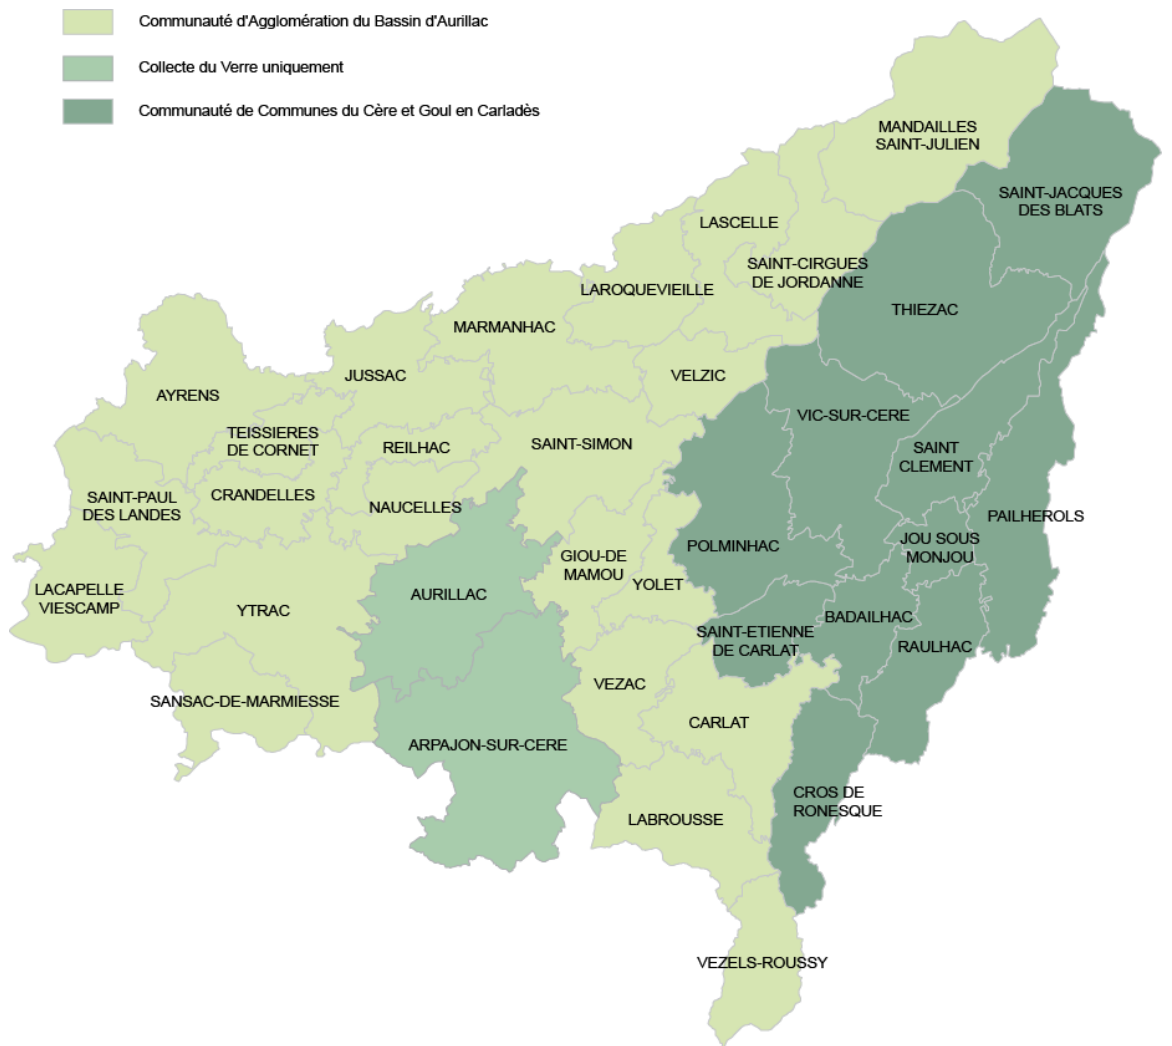 Communauté d'Agglomération du Bassin d'Aurillac
Collecte du Verre uniquement
Communauté de Communes du Cère et Goul en Carladès
MANDAILLES
SAINT-JULIEN
SAINT-JACQUES
DES BLATS
LASCELLE
SAINT-CIRGUES
DE JORDANNE
LAROQUEVIEILLE
THIEZAC
MARMANHAC
JUSSAC
VELZIC
AYRENS
VIC-SUR-CERE
TEISSIERES
DE CORNET
REILHAC
SAINT-SIMON
SAINT
CLEMENT
SAINT-PAUL
DES LANDES
CRANDELLES
NAUCELLES
PAILHEROLS
GIOU-DE
MAMOU
POLMINHAC
JOU SOUS
MONJOU
LACAPELLE
VIESCAMP
YTRAC
AURILLAC
YOLET
BADAILHAC
SAINT-ETIENNE
DE CARLAT
RAULHAC
VEZAC
SANSAC-DE-MARMIESSE
CARLAT
ARPAJON-SUR-CERE
CROS DE
RONESQUE
LABROUSSE
VEZELS-ROUSSY